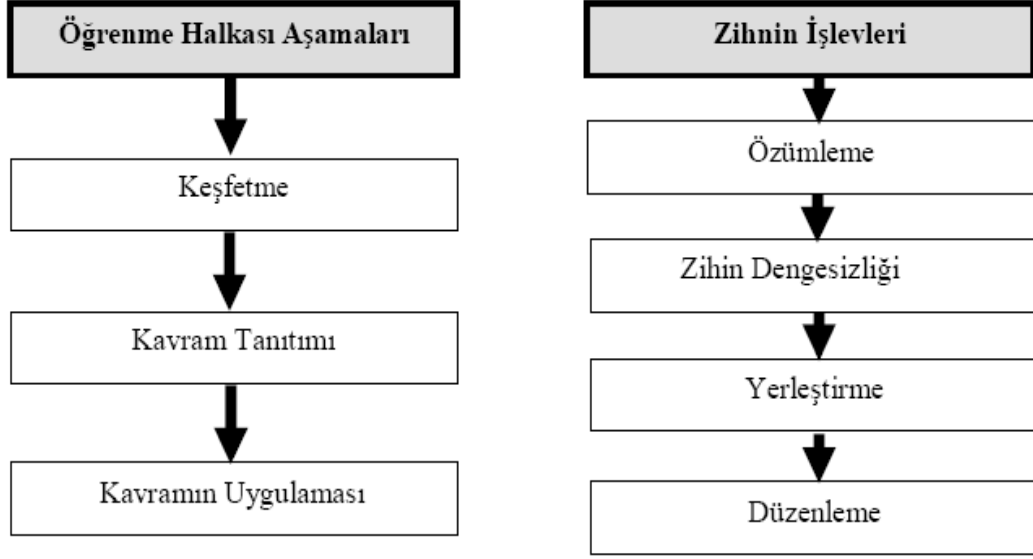 Öğrenme Halkası Aşamaları
Keşfetme
Kavram Tanıtımı
Kavramın Uygulaması
Zihnin İşlevleri
Özümleme
Zihin Dengesizliği
Yerleştirme
Düzenleme